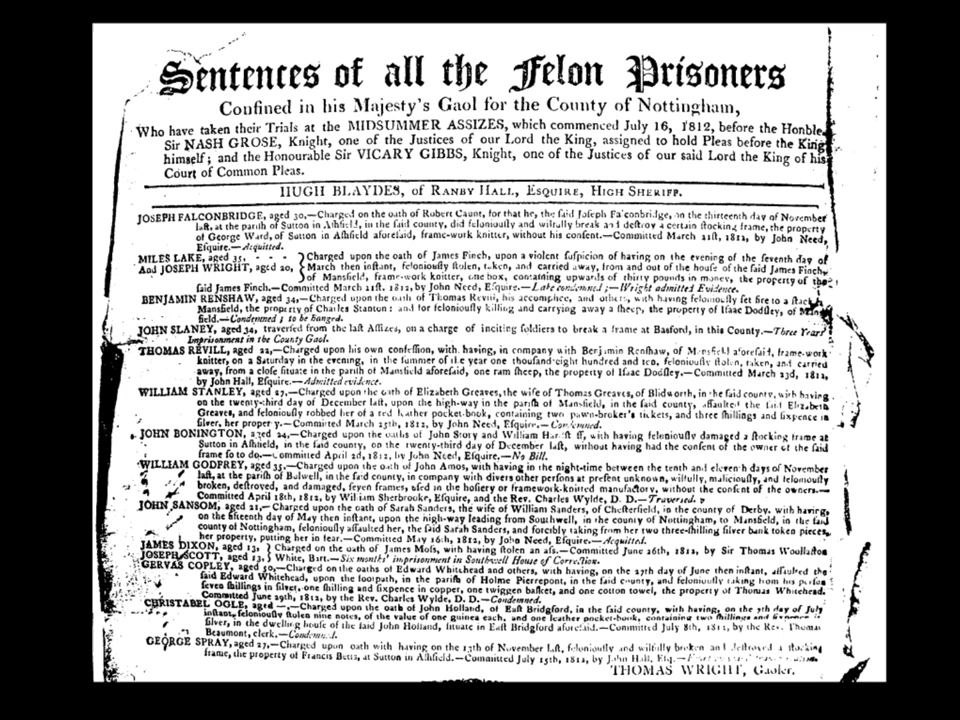 Sentences of all the Felon Prisoners
Confined in his Majesty's Gaol for the County of Nottingham,
Who have taken their Trials at the MIDSUMMER ASSIZES, which commenced July 16, 1812, before the Honble.
Sir NASH GROSE, Knight, one of the Justices of our Lord the King, assigned to hold Pleas before the King
himself; and the Honourable Sir VICARY GIBBS, Knight, one of the Justices of our said Lord the King of his
Court of Common Pleas.
HUGH BLAYDES, of RANBY HALL, ESQUIRE, HIGH SHERIFF.
JOSEPH FALCONBRIDGE, aged 30,—Charged on the oath of Robert Caunt, for that he, the ſaid Joſeph Falconbridge, on the thirteenth day of November
laſt, at the pariſh of Sutton in Aſhfield, in the ſaid county, did feloniouſly and wilfully break and deſtroy a certain ſtocking frame, the property
of George Ward, of Sutton in Aſhfield aforeſaid, frame-work knitter, without his conſent.—Committed March 21ſt, 1812, by John Need,
Eſquire.—Acquitted.
MILES LAKE, aged 35, - - - } Charged upon the oath of James Finch, upon a violent ſuſpicion of having on the evening of the ſeventh day of
And JOSEPH WRIGHT, aged 20, } March then inſtant, feloniouſly ſtolen, taken, and carried away, from and out of the houſe of the ſaid James Finch,
of Mansfield, frame-work knitter, one box, containing upwards of thirty pounds in money, the property of the
ſaid James Finch.—Committed March 21ſt, 1812, by John Need, Eſquire.—Lake condemned;—Wright admitted Evidence.
BENJAMIN RENSHAW, aged 34,—Charged upon the oath of Thomas Revill, his accomplice, and others, with having feloniouſly ſet fire to a ſtack
Mansfield, the property of Charles Stanton: and for feloniouſly killing and carrying away a ſheep, the property of Iſaac Dodſley, of Mans-
field.—Condemned; to be hanged.
JOHN SLANEY, aged 34, traverſed from the laſt Aſſizes, on a charge of inciting ſoldiers to break a frame at Basford, in this County.—Three Years'
Imprisonment in the County Gaol.
THOMAS REVILL, aged 22,—Charged upon his own confeſſion, with having, in company with Benjamin Renſhaw, of Mansfield aforeſaid, frame-work
knitter, on a Saturday in the evening, in the ſummer of the year one thouſand eight hundred and ten, feloniouſly ſtolen, taken, and carried
away, from a cloſe ſituate in the pariſh of Mansfield aforeſaid, one ram ſheep, the property of Iſaac Dodſley.—Committed March 23d, 1812,
by John Hall, Eſquire.—Admitted evidence.
WILLIAM STANLEY, aged 27,—Charged upon the oath of Elizabeth Greaves, the wife of Thomas Greaves, of Blidworth, in the ſaid county, with having
on the twenty-third day of December laſt, upon the high-way in the pariſh of Mansfield, in the ſaid county, aſſaulted the ſaid Elizabeth
Greaves, and feloniouſly robbed her of a red leather pocket-book, containing two pawn-broker's tickets, and three ſhillings and ſixpence in
ſilver, her property.—Committed March 25th, 1812, by John Need, Eſquire.—Condemned.
JOHN BONINGTON, aged 24,—Charged upon the oaths of John Story and William, with having feloniouſly damaged a ſtocking frame at
Sutton in Aſhfield, in the ſaid county, on the twenty-third day of December laſt, without having had the conſent of the owner of the ſaid
frame ſo to do.—Committed April 2d, 1812, by John Need, Eſquire.—No Bill.
WILLIAM GODFREY, aged 35,—Charged upon the oath of John Amos, with having in the night-time between the tenth and eleventh days of November
laſt, at the pariſh of Bulwell, in the ſaid county, in company with divers other perſons at preſent unknown, wilfully, maliciouſly, and feloniouſly
broken, deſtroyed, and damaged, ſeven frames, uſed in the hoſiery or framework-knitted manufactory, without the conſent of the owners.—
Committed April 18th, 1812, by William Sherbrooke, Eſquire, and the Rev. Charles Wylde, D. D.—Traverſed.
JOHN SANSOM, aged 21,—Charged upon the oath of Sarah Sanders, the wife of William Sanders, of Cheſterfield, in the county of Derby, with having,
on the fifteenth day of May then inſtant, upon the high-way leading from Southwell, in the county of Nottingham, to Mansfield, in the ſaid
county of Nottingham, feloniouſly aſſaulted her, the ſaid Sarah Sanders, and forcibly taking from her two three-ſhilling ſilver bank token pieces,
her property, putting her in fear.—Committed May 16th, 1812, by John Need, Eſquire.—Acquitted.
JAMES DIXON, aged 13, } Charged on the oath of James Moſs, with having ſtolen an aſs.—Committed June 26th, 1812, by Sir Thomas Woollaſton
JOSEPH SCOTT, aged 13, } White, Bart.—Six months' imprisonment in Southwell House of Correction.
GERVAS COPLEY, aged 50,—Charged on the oaths of Edward Whitehead and others, with having, on the 27th day of June then inſtant, aſſaulted the
ſaid Edward Whitehead, upon the footpath, in the pariſh of Holme Pierrepont, in the ſaid county, and feloniouſly taking from his perſon
ſeven ſhillings in ſilver, one ſhilling and ſixpence in copper, one twiggen baſket, and one cotton towel, the property of Thomas Whitehead.
Committed June 29th, 1812, by the Rev. Charles Wylde, D. D.—Condemned.
CHRISTABEL OGLE, aged —,—Charged upon the oath of John Holland, of Eaſt Bridgford, in the ſaid county, with having, on the 7th day of July
inſtant, feloniouſly ſtolen nine notes, of the value of one guinea each, and one leather pocket-book, containing two ſhillings and ſixpence in
ſilver, in the dwelling houſe of the ſaid John Holland, ſituate in Eaſt Bridgford aforeſaid.—Committed July 8th, 1812, by the Rev. Thomas
Beaumont, clerk.—Condemned.
GEORGE SPRAY, aged 27,—Charged upon oath with having on the 13th of November laſt, feloniouſly and wilfully broken and deſtroyed a ſtocking
frame, the property of Francis Betts, at Sutton in Aſhfield.—Committed July 15th, 1812, by John Hall, Eſq.—
THOMAS WRIGHT, Gaoler.